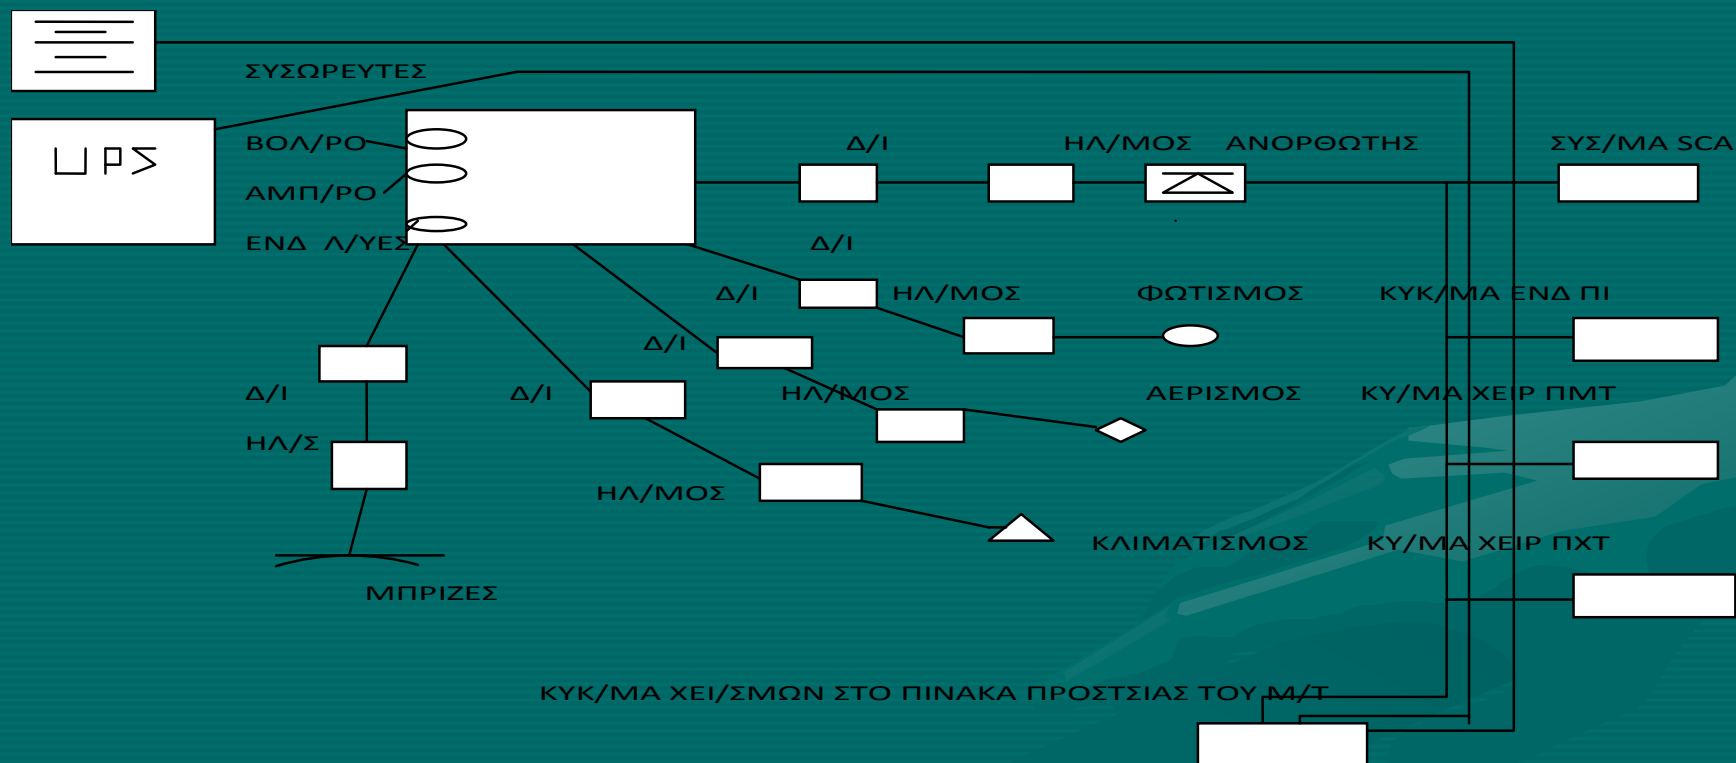 ΣΥΣΩΡΕΥΤΕΣ
UPΣ
ΒΟΛ/ΡΟ Δ/Ι ΗΛ/ΜΟΣ ΑΝΟΡΘΩΤΗΣ ΣΥΣ/ΜΑ SCA
ΑΜΠ/ΡΟ
ΕΝΔ Λ/ΥΕΣ Δ/Ι
Δ/Ι ΗΛ/ΜΟΣ ΦΩΤΙΣΜΟΣ ΚΥΚ/ΜΑ ΕΝΔ ΠΙ
Δ/Ι
Δ/Ι Δ/Ι ΗΛ/ΜΟΣ ΑΕΡΙΣΜΟΣ ΚΥ/ΜΑ ΧΕΙΡ ΠΜΤ
ΗΛ/Σ
ΗΛ/ΜΟΣ
ΚΛΙΜΑΤΙΣΜΟΣ ΚΥ/ΜΑ ΧΕΙΡ ΠΧΤ
ΜΠΡΙΖΕΣ
ΚΥΚ/ΜΑ ΧΕΙ/ΣΜΩΝ ΣΤΟ ΠΙΝΑΚΑ ΠΡΟΣΤΣΙΑΣ ΤΟΥ Μ/Τ